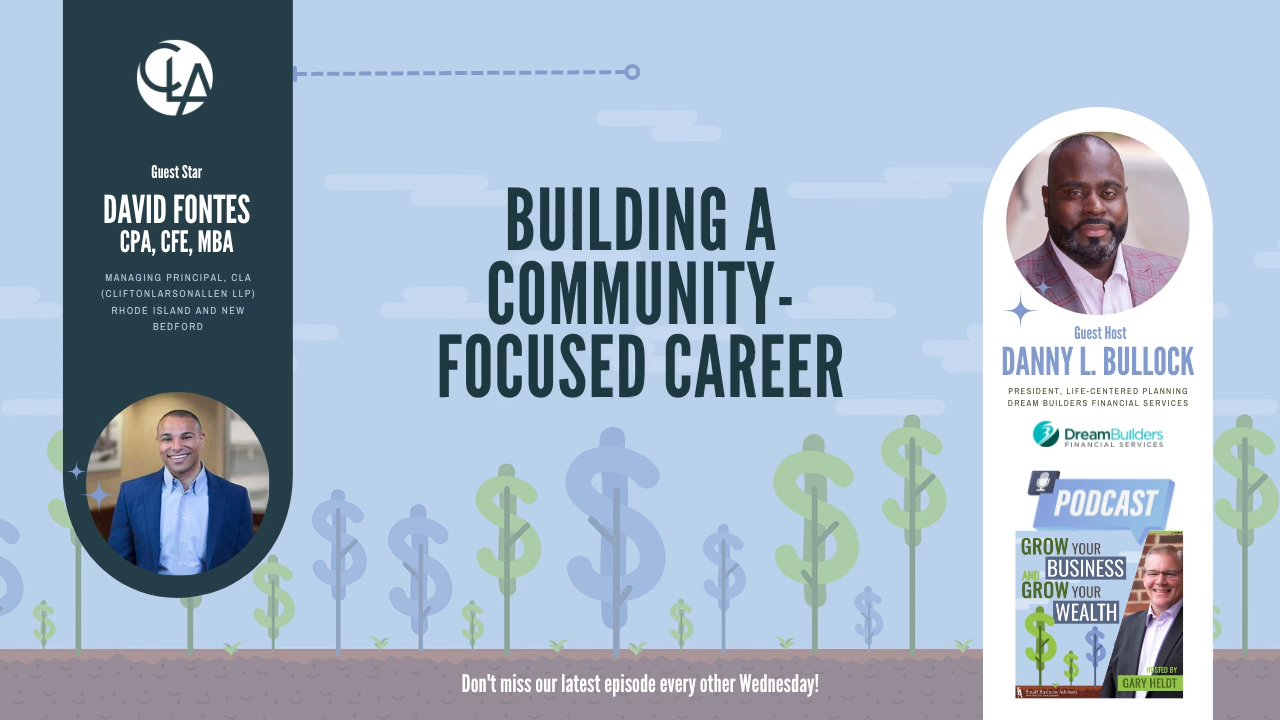 CLA
Guest Star
DAVID FONTES
CPA, CFE, MBA
MANAGING PRINCIPAL, CLA
(CLIFTONLARSONALLEN LLP)
RHODE ISLAND AND NEW
BEDFORD
BUILDING A
COMMUNITY-
FOCUSED CAREER
Don't miss our latest episode every other Wednesday!
Guest Host
DANNY L. BULLOCK
PRESIDENT, LIFE-CENTERED PLANNING
DREAM BUILDERS FINANCIAL SERVICES
DreamBuilders
FINANCIAL SERVICES
PODCAST
GROW YOUR
BUSINESS
AND
GROW YOUR
WEALTH
HOSTED BY
GARY HELDT
Small Business Advisors